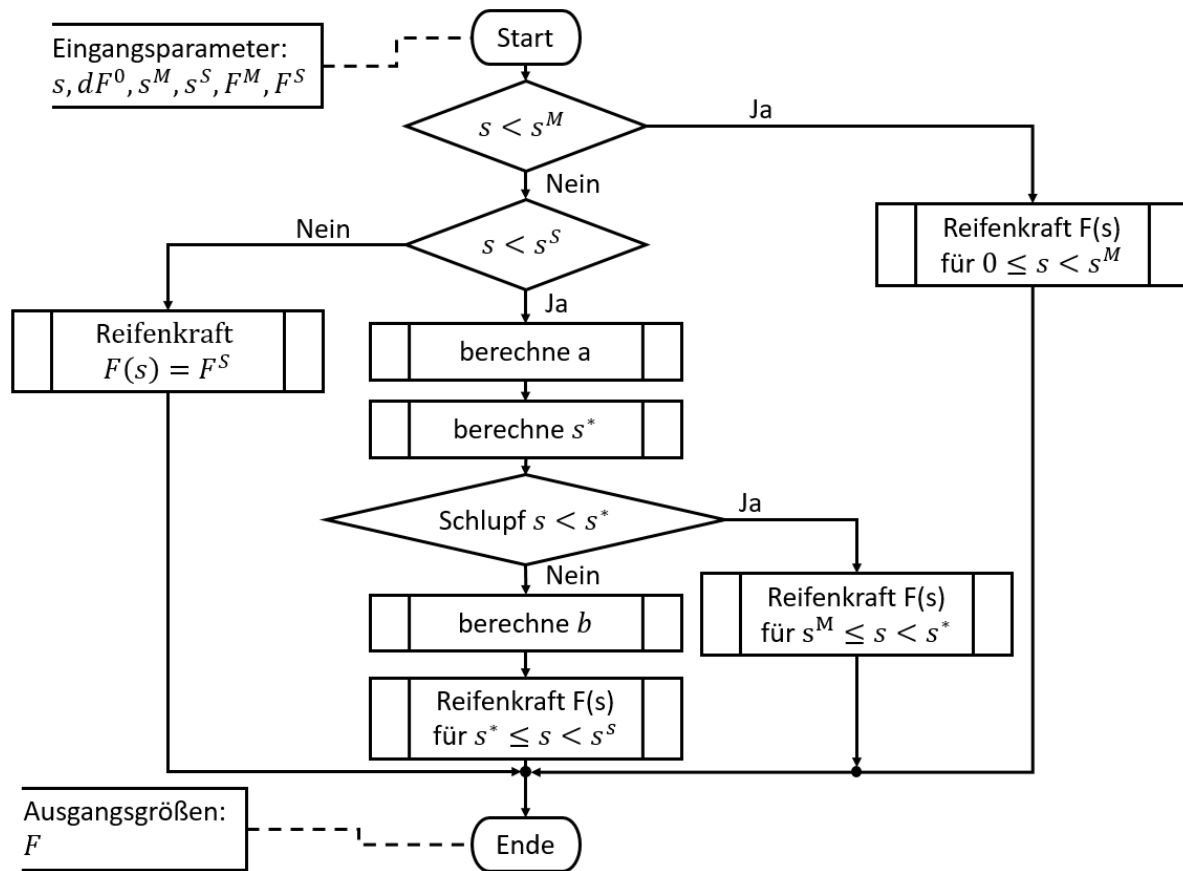 Eingangsparameter:
s, dF⁰, sᴹ, sˢ, Fᴹ, Fˢ
Start
s < sᴹ
Ja
Nein
Nein
s < sˢ
Reifenkraft F(s)
für 0 ≤ s < sᴹ
Ja
Reifenkraft
F(s) = Fˢ
berechne a
berechne s*
Schlupf s < s*
Ja
Nein
Reifenkraft F(s)
für sᴹ ≤ s < s*
berechne b
Reifenkraft F(s)
für s* ≤ s < sˢ
Ausgangsgrößen:
F
Ende